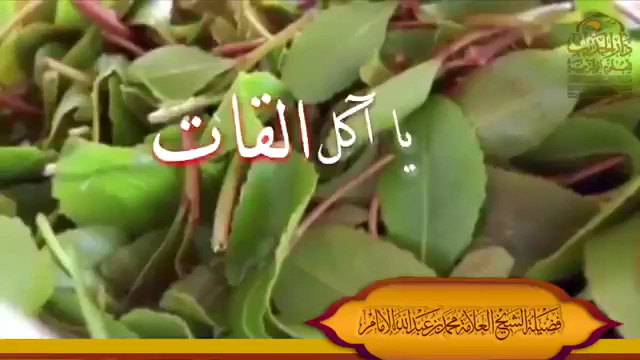 يا آكل القات
فضيلة الشيخ العلامة محمد بن عبدالله الإمام